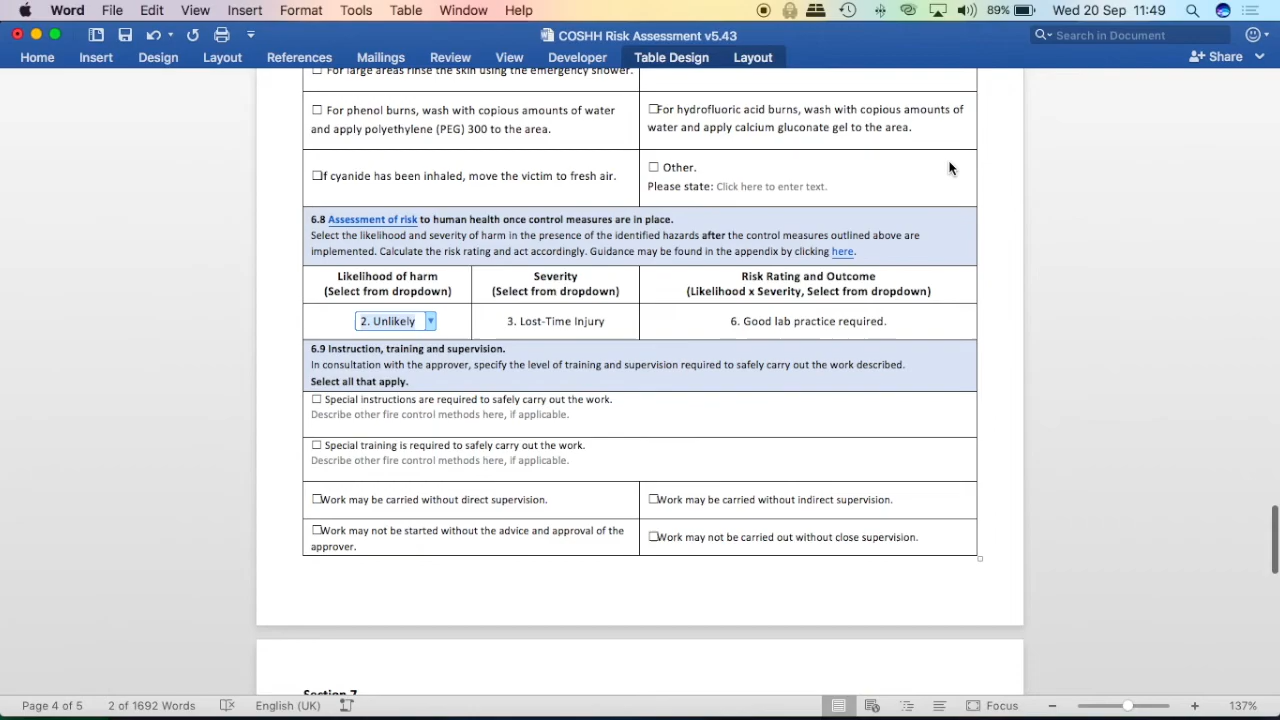 Word File Edit View Insert Format Tools Table Window Help 89% Wed 20 Sep 11:49
COSHH Risk Assessment v5.43
Search in Document
Home Insert Design Layout References Mailings Review View Developer Table Design Layout Share
☐ For large areas rinse the skin using the emergency shower.
☐ For phenol burns, wash with copious amounts of water
and apply polyethylene (PEG) 300 to the area.
☐For hydrofluoric acid burns, wash with copious amounts of
water and apply calcium gluconate gel to the area.
☐If cyanide has been inhaled, move the victim to fresh air.
☐ Other.
Please state: Click here to enter text.
6.8 Assessment of risk to human health once control measures are in place.
Select the likelihood and severity of harm in the presence of the identified hazards after the control measures outlined above are
implemented. Calculate the risk rating and act accordingly. Guidance may be found in the appendix by clicking here.
Likelihood of harm
(Select from dropdown)
Severity
(Select from dropdown)
Risk Rating and Outcome
(Likelihood x Severity, Select from dropdown)
2. Unlikely
3. Lost-Time Injury
6. Good lab practice required.
6.9 Instruction, training and supervision.
In consultation with the approver, specify the level of training and supervision required to safely carry out the work described.
Select all that apply.
☐ Special instructions are required to safely carry out the work.
Describe other fire control methods here, if applicable.
☐ Special training is required to safely carry out the work.
Describe other fire control methods here, if applicable.
☐Work may be carried without direct supervision.
☐Work may be carried without indirect supervision.
☐Work may not be started without the advice and approval of the
approver.
☐Work may not be carried out without close supervision.
Section 7
Page 4 of 5 2 of 1692 Words English (UK) Focus 137%